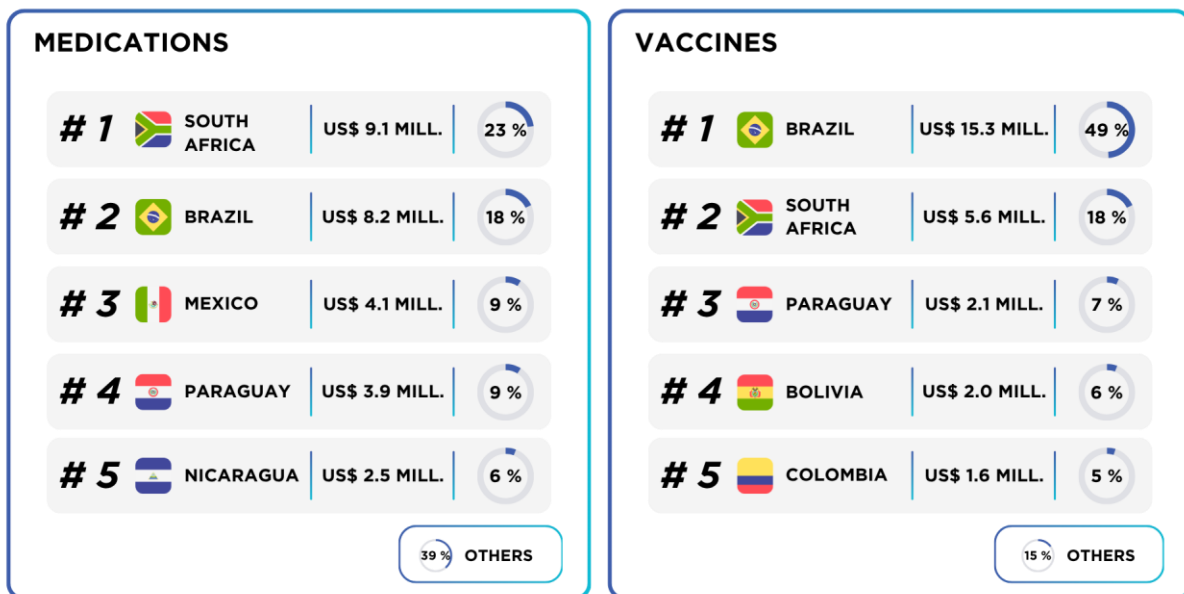 MEDICATIONS
# 1 SOUTH AFRICA US$ 9.1 MILL. 23 %
# 2 BRAZIL US$ 8.2 MILL. 18 %
# 3 MEXICO US$ 4.1 MILL. 9 %
# 4 PARAGUAY US$ 3.9 MILL. 9 %
# 5 NICARAGUA US$ 2.5 MILL. 6 %
39 % OTHERS
VACCINES
# 1 BRAZIL US$ 15.3 MILL. 49 %
# 2 SOUTH AFRICA US$ 5.6 MILL. 18 %
# 3 PARAGUAY US$ 2.1 MILL. 7 %
# 4 BOLIVIA US$ 2.0 MILL. 6 %
# 5 COLOMBIA US$ 1.6 MILL. 5 %
15 % OTHERS